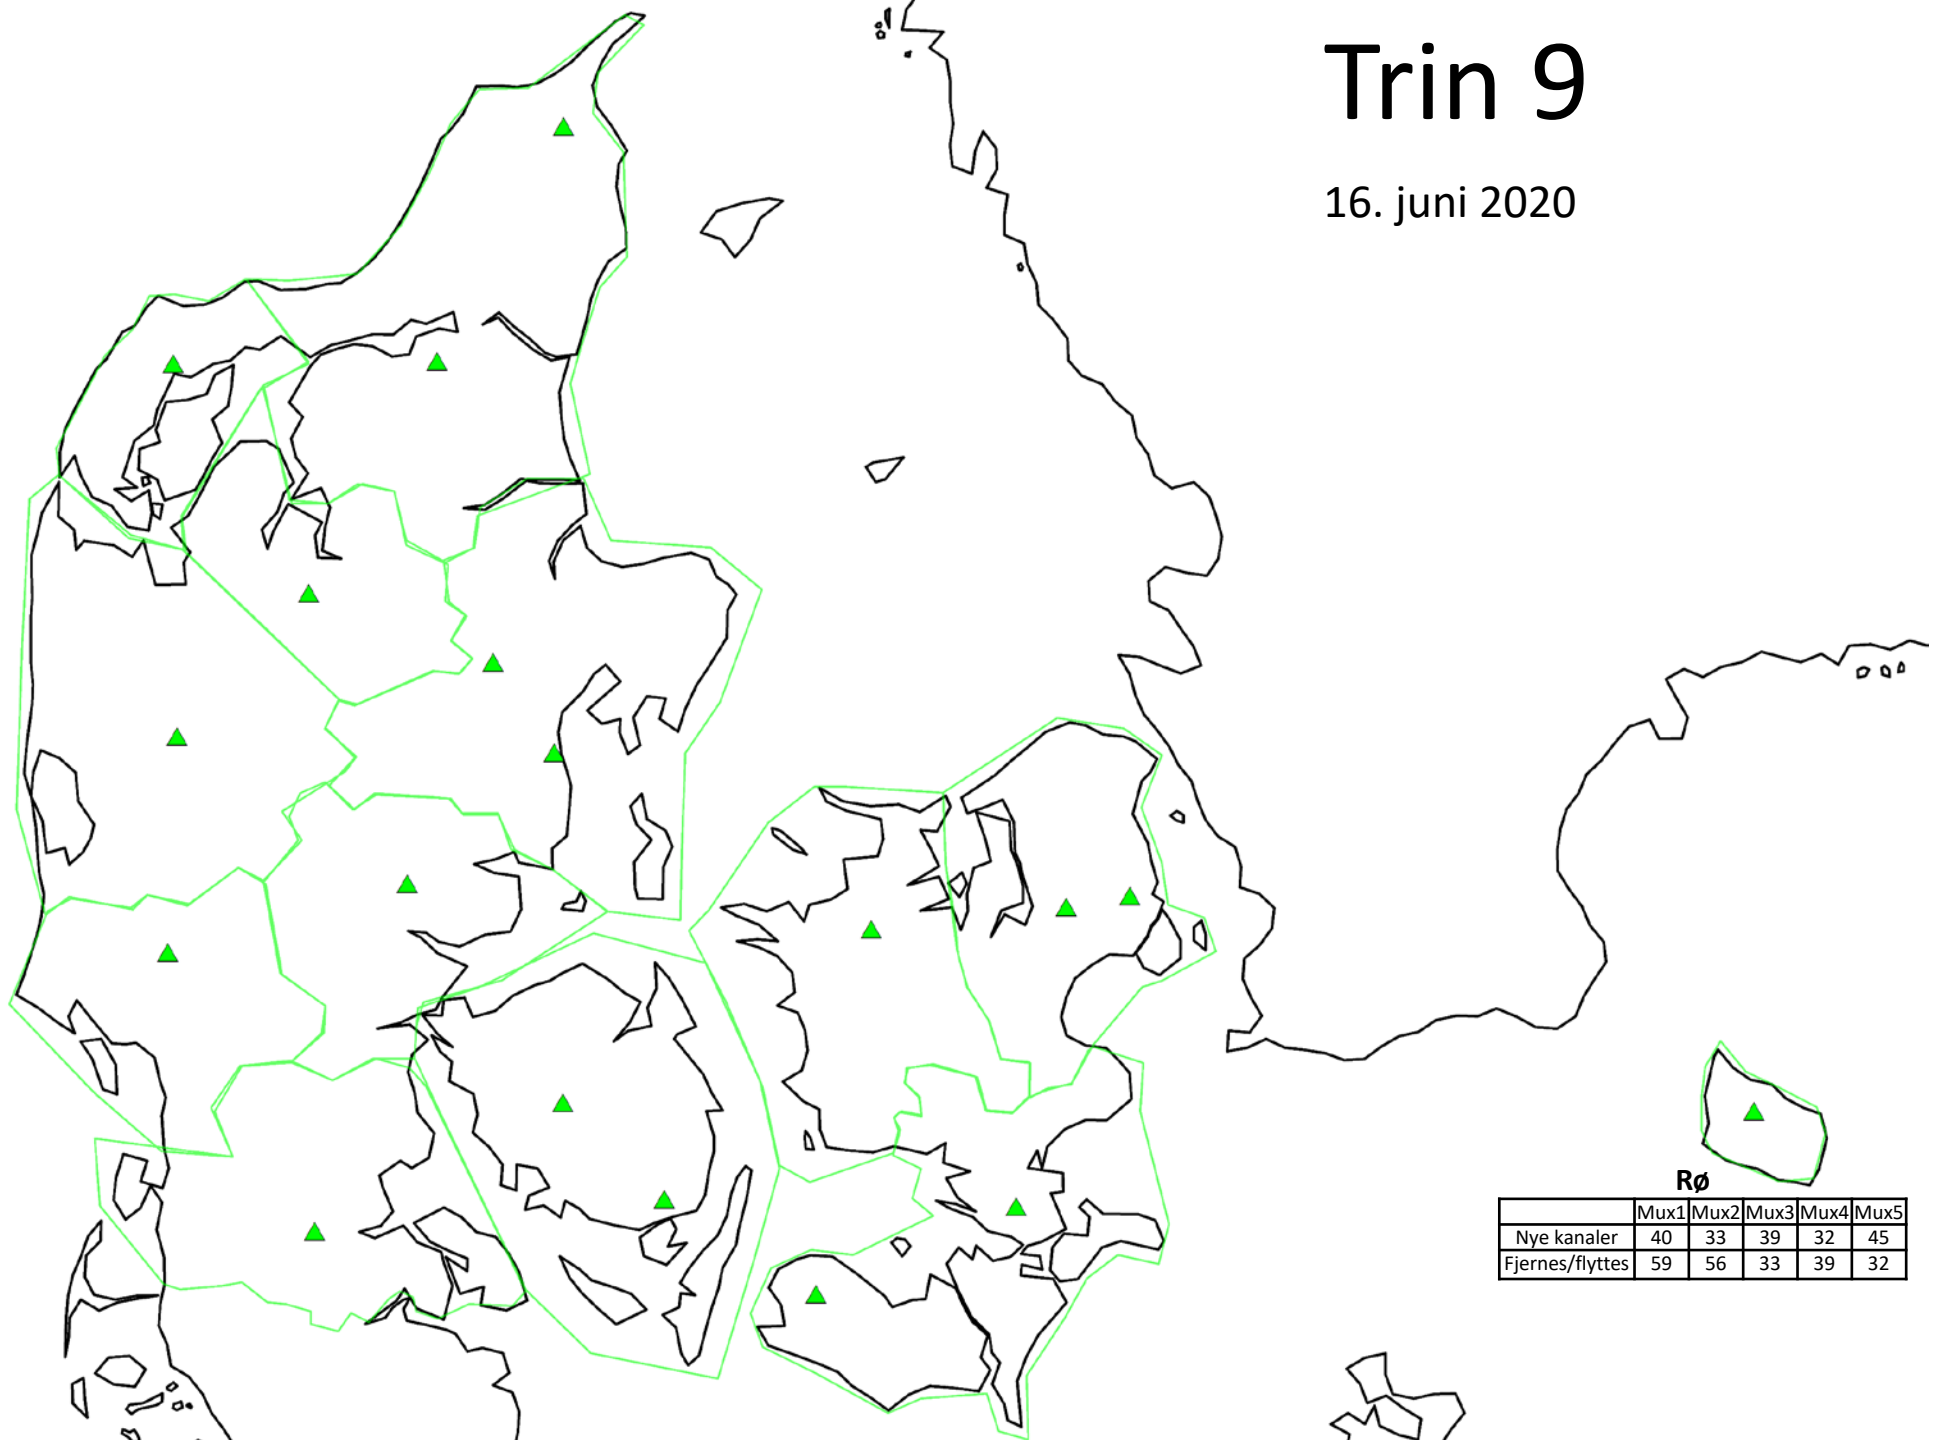 Trin 9
16. juni 2020
Rø
Mux1 Mux2 Mux3 Mux4 Mux5
Nye kanaler 40 33 39 32 45
Fjernes/flyttes 59 56 33 39 32